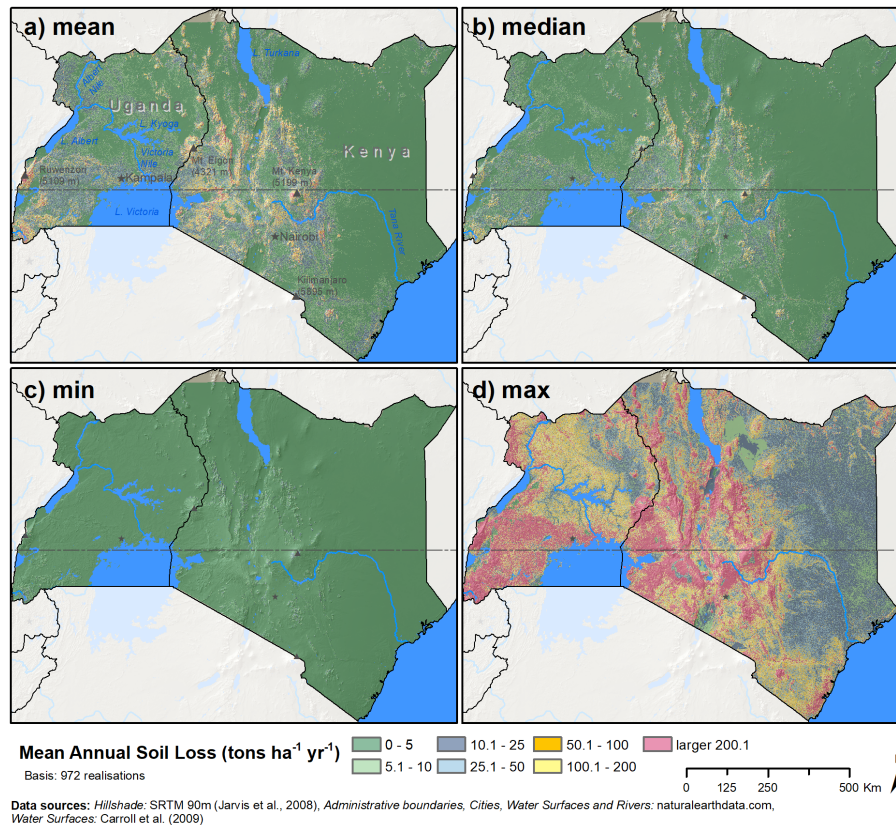 a) mean
L. Turkana
Albert
Nile
Uganda
L. Kyoga
L. Albert
Victoria
Nile
Mt. Elgon
(4321 m)
Kenya
Ruwenzori
(5109 m)
Kampala
Mt. Kenya
(5199 m)
L. Victoria
Nairobi
Tana River
Kilimanjaro
(5895 m)
b) median
c) min
d) max
Mean Annual Soil Loss (tons ha⁻¹ yr⁻¹)
Basis: 972 realisations
0 - 5
10.1 - 25
50.1 - 100
larger 200.1
5.1 - 10
25.1 - 50
100.1 - 200
0 125 250 500 Km
Data sources: Hillshade: SRTM 90m (Jarvis et al., 2008), Administrative boundaries, Cities, Water Surfaces and Rivers: naturalearthdata.com,
Water Surfaces: Carroll et al. (2009)